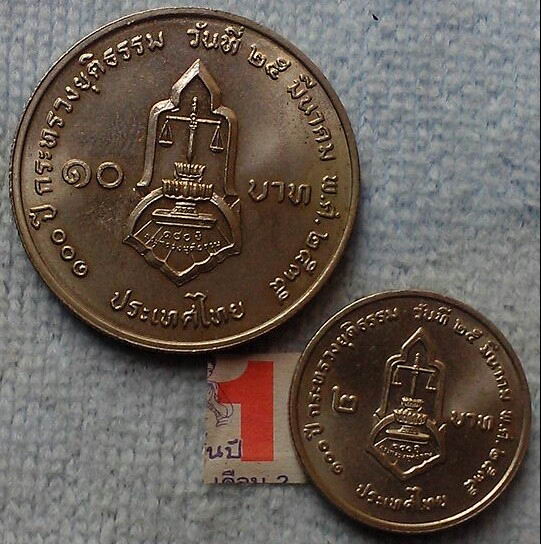 ๑๐๐ ปี กระทรวงยุติธรรม วันที่ ๒๕ มีนาคม พ.ศ. ๒๕๓๕
๑๐ บาท
ประเทศไทย
๑๐๐ ปี กระทรวงยุติธรรม วันที่ ๒๕ มีนาคม พ.ศ. ๒๕๓๕
๒ บาท
ประเทศไทย
1